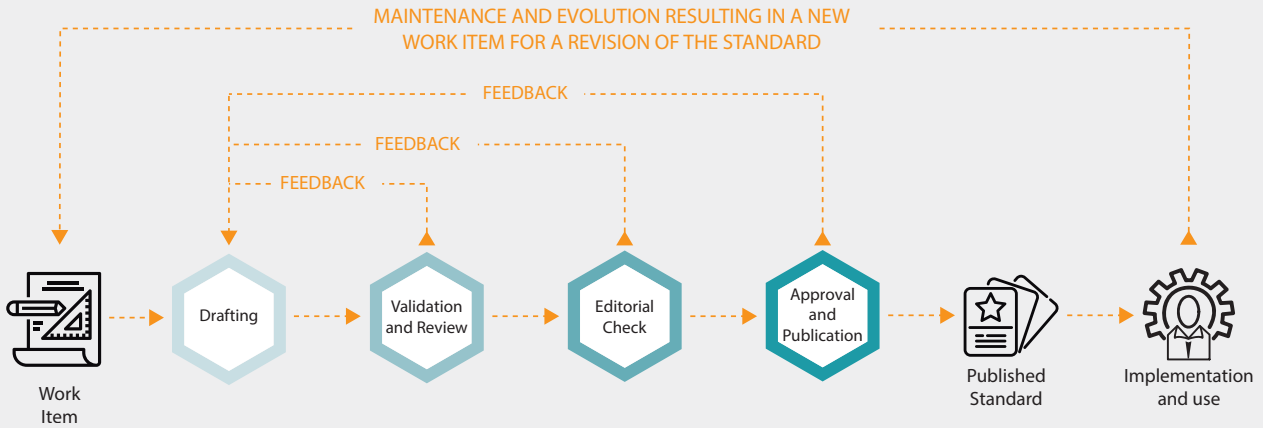 MAINTENANCE AND EVOLUTION RESULTING IN A NEW
WORK ITEM FOR A REVISION OF THE STANDARD
FEEDBACK
FEEDBACK
FEEDBACK
Work
Item
Drafting
Validation
and Review
Editorial
Check
Approval
and
Publication
Published
Standard
Implementation
and use